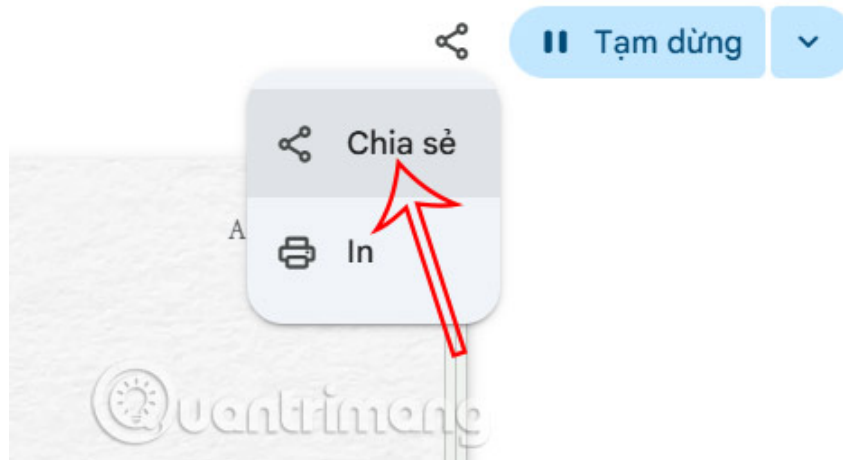 Tạm dừng
Chia sẻ
A
In
Quantrimang